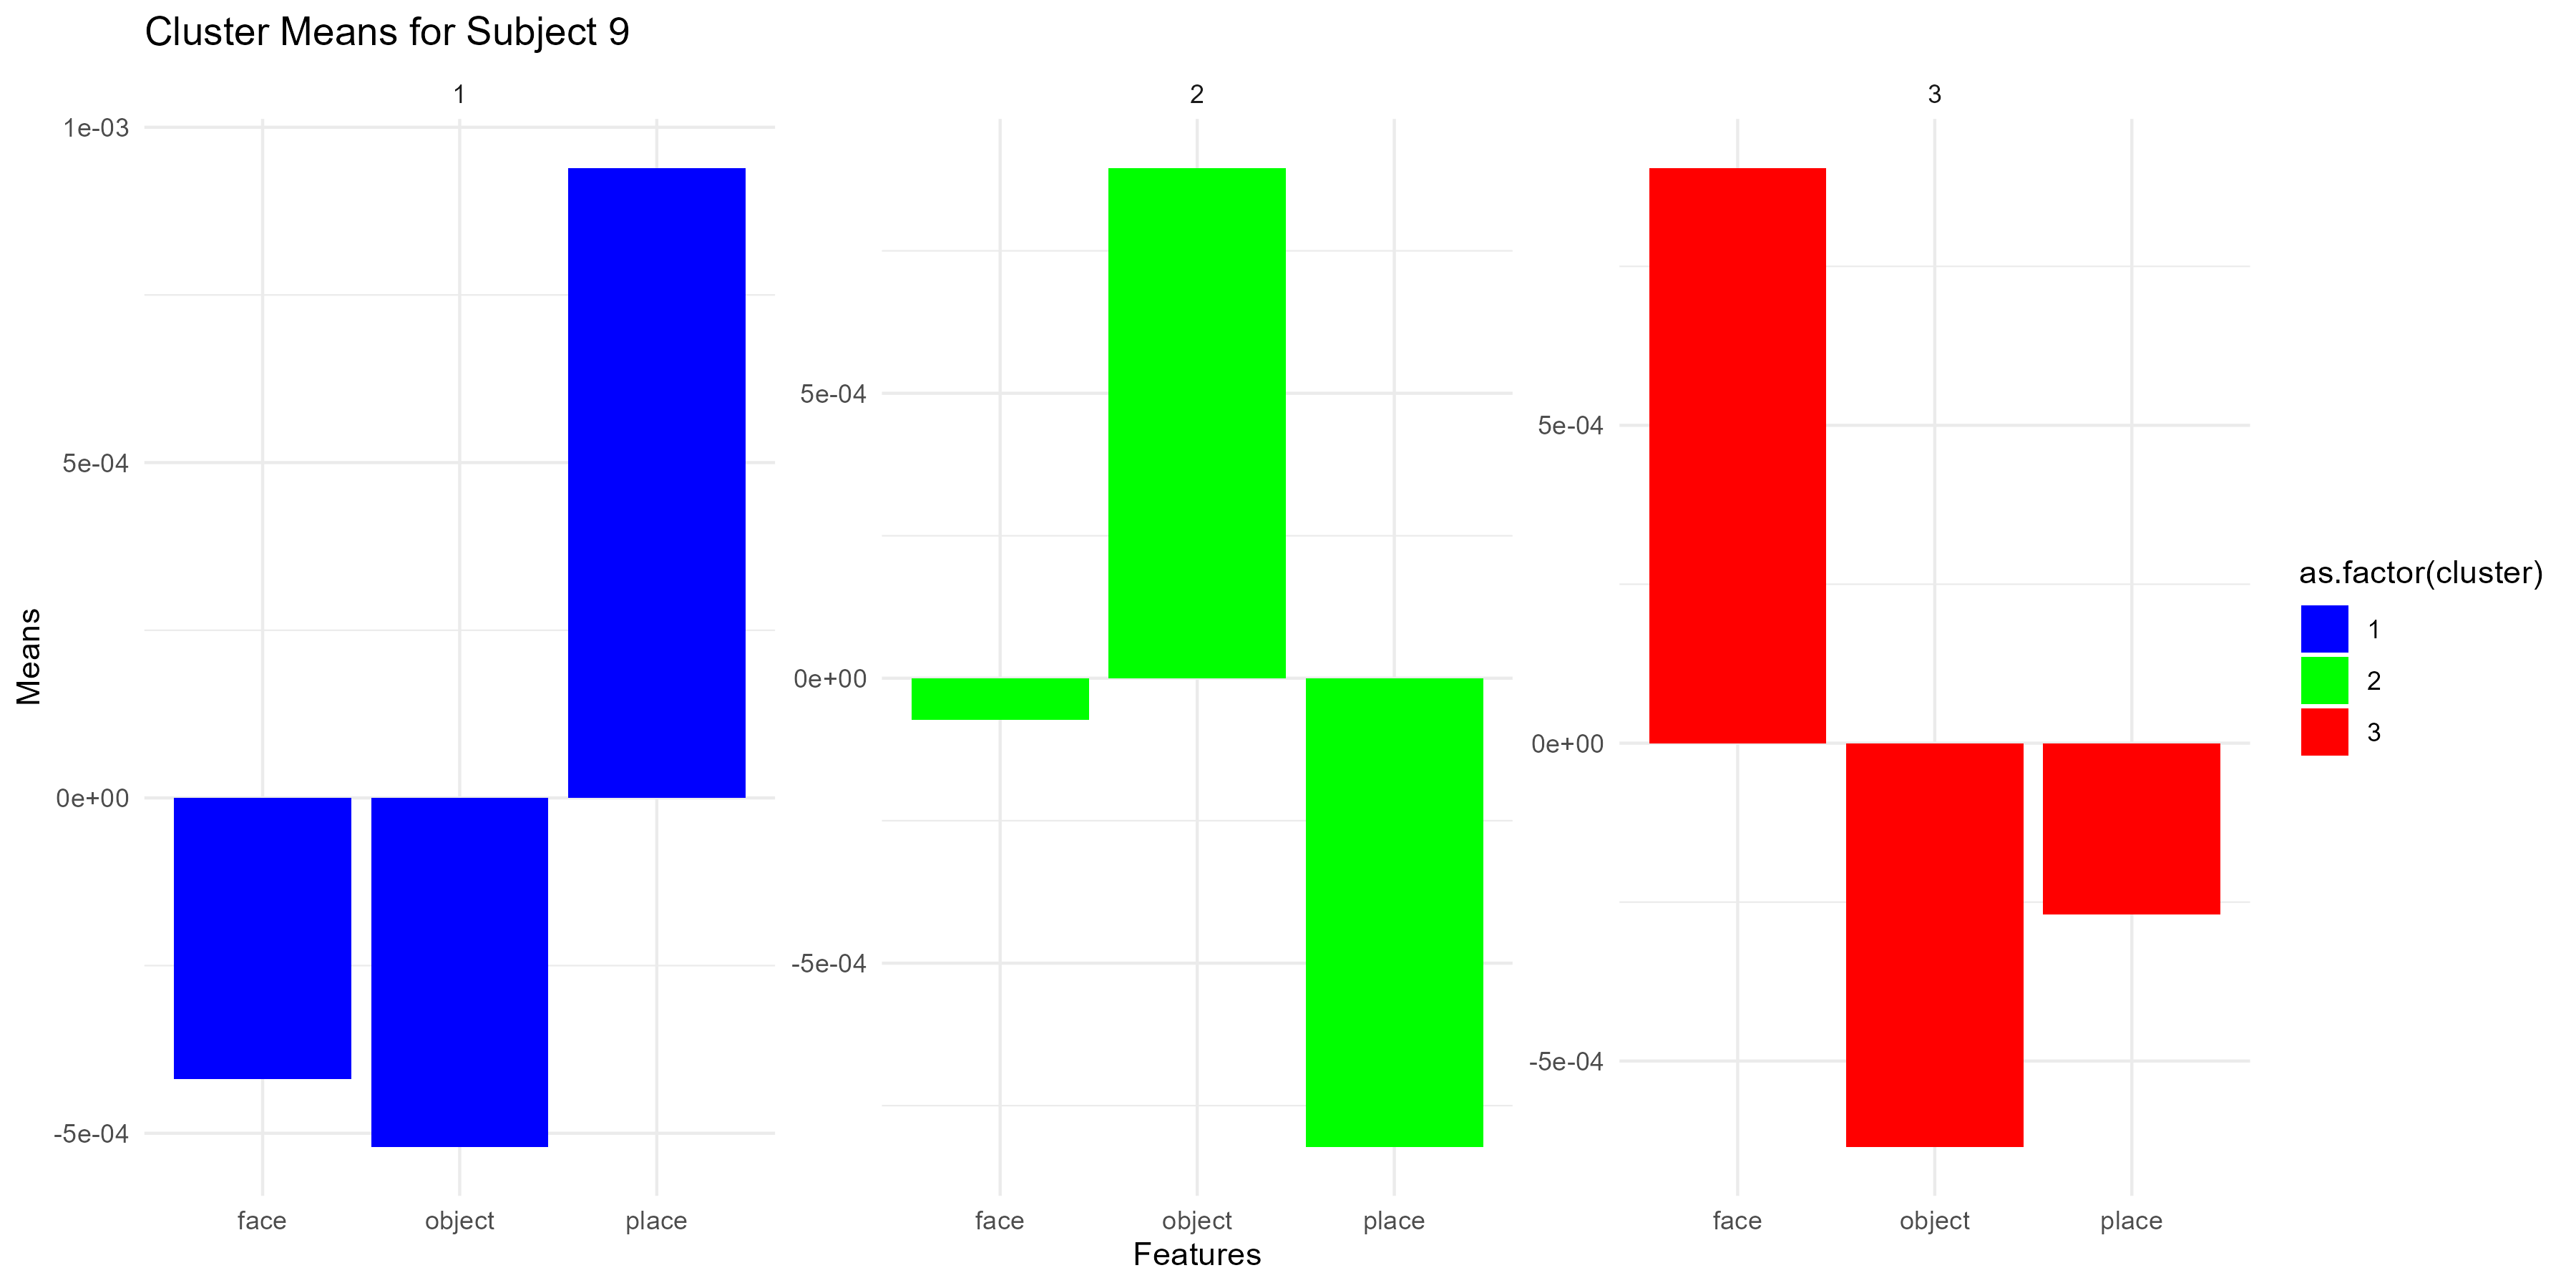 Cluster Means for Subject 9
1
2
3
1e-03
5e-04
0e+00
-5e-04
5e-04
0e+00
-5e-04
5e-04
0e+00
-5e-04
Means
face object place
face object place
face object place
Features
as.factor(cluster)
1
2
3